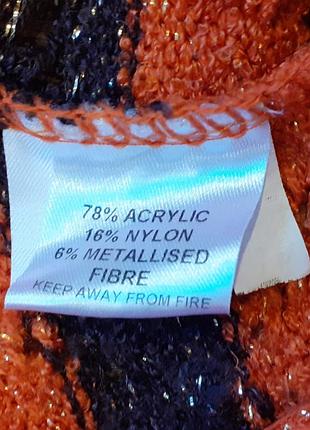 78% ACRYLIC
16% NYLON
6% METALLISED
FIBRE
KEEP AWAY FROM FIRE